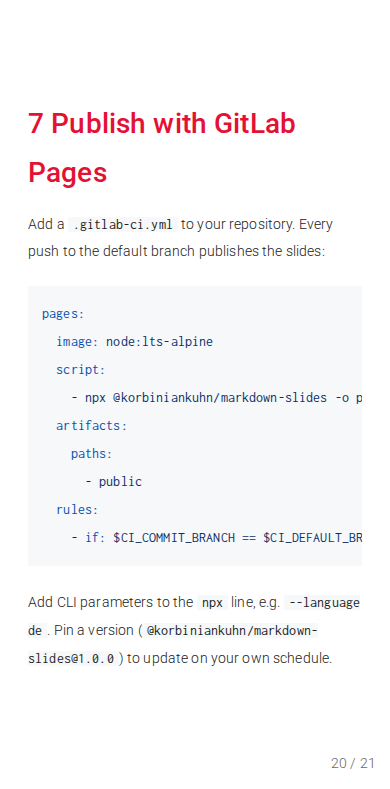 7 Publish with GitLab
Pages
Add a .gitlab-ci.yml to your repository. Every
push to the default branch publishes the slides:
pages:
  image: node:lts-alpine
  script:
    - npx @korbiniankuhn/markdown-slides -o p
  artifacts:
    paths:
      - public
  rules:
    - if: $CI_COMMIT_BRANCH == $CI_DEFAULT_BR
Add CLI parameters to the npx line, e.g. --language
de . Pin a version ( @korbiniankuhn/markdown-
slides@1.0.0 ) to update on your own schedule.
20 / 21